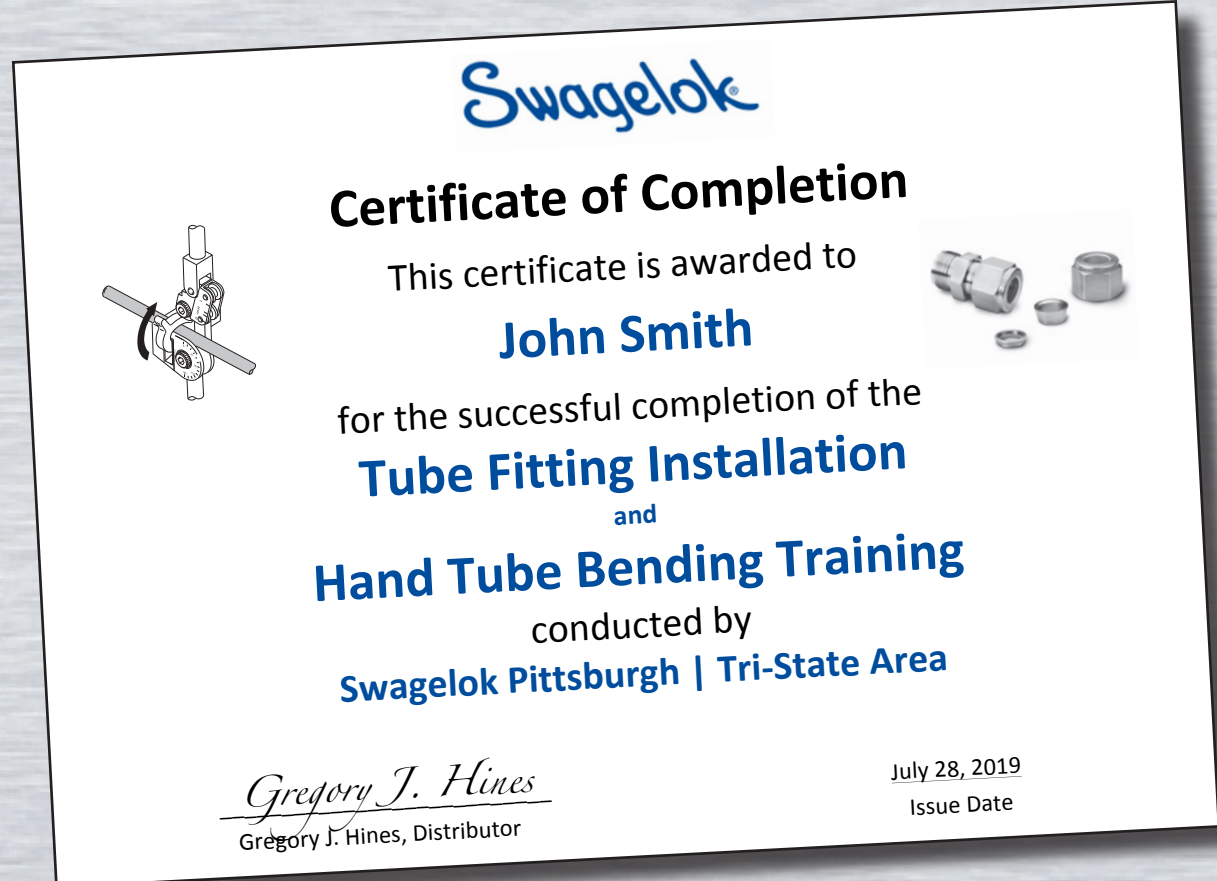 Swagelok®
Certificate of Completion
This certificate is awarded to
John Smith
for the successful completion of the
Tube Fitting Installation
and
Hand Tube Bending Training
conducted by
Swagelok Pittsburgh | Tri-State Area
Gregory J. Hines
Gregory J. Hines, Distributor
July 28, 2019
Issue Date